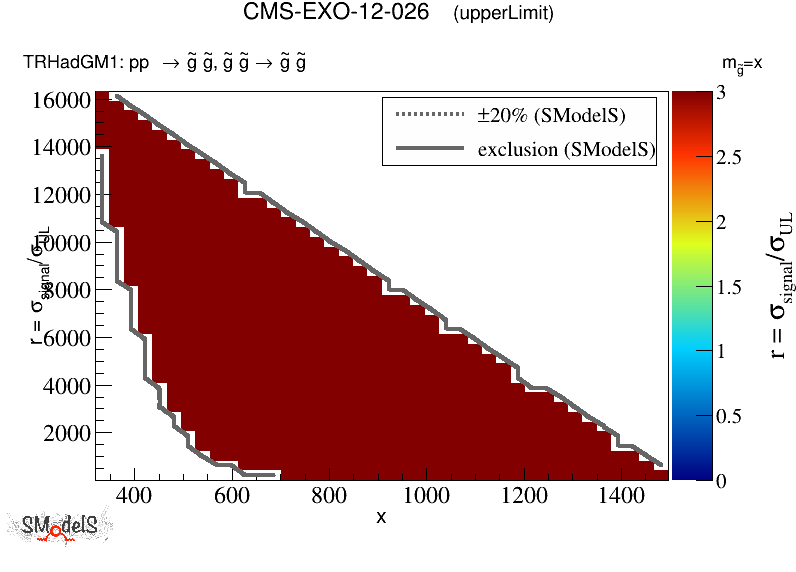 CMS-EXO-12-026 (upperLimit)
TRHadGM1: pp → g̃ g̃, g̃ g̃ → g̃ g̃
m_g̃=x
±20% (SModelS)
exclusion (SModelS)
16000
14000
12000
10000
8000
6000
4000
2000
r = σ_signal/σ_UL
400 600 800 1000 1200 1400
x
3
2.5
2
1.5
1
0.5
0
r = σ_signal/σ_UL
SModelS